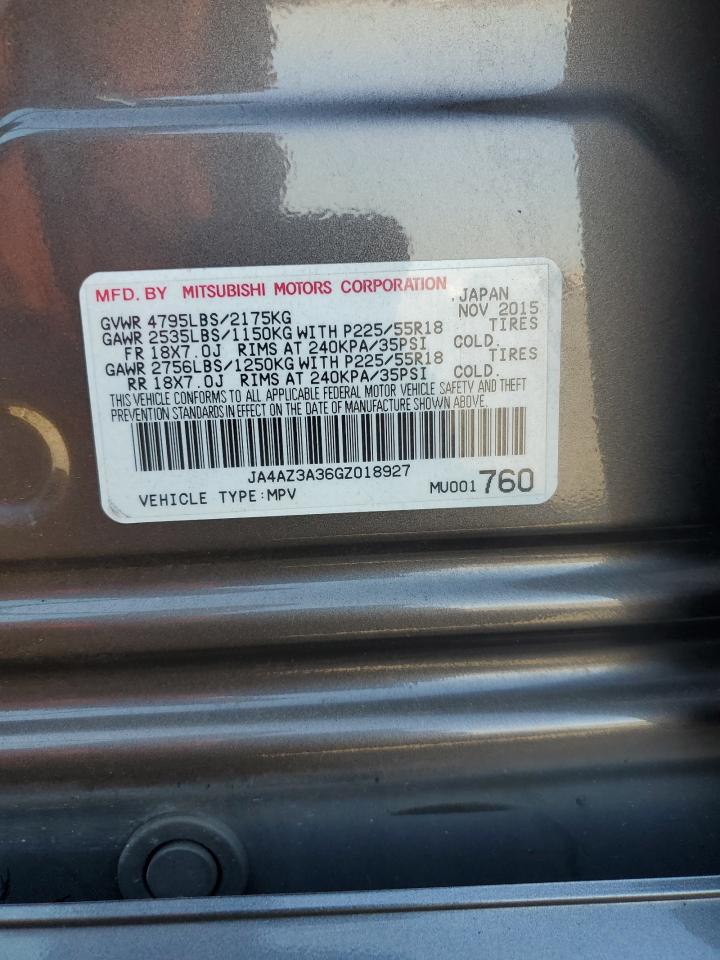 MFD. BY MITSUBISHI MOTORS CORPORATION , JAPAN
GVWR 4795LBS/2175KG NOV 2015
GAWR 2535LBS/1150KG WITH P225/55R18 TIRES
FR 18X7.0J RIMS AT 240KPA/35PSI COLD.
GAWR 2756LBS/1250KG WITH P225/55R18 TIRES
RR 18X7.0J RIMS AT 240KPA/35PSI COLD.
THIS VEHICLE CONFORMS TO ALL APPLICABLE FEDERAL MOTOR VEHICLE SAFETY AND THEFT
PREVENTION STANDARDS IN EFFECT ON THE DATE OF MANUFACTURE SHOWN ABOVE.
JA4AZ3A36GZ018927
VEHICLE TYPE:MPV MU001760